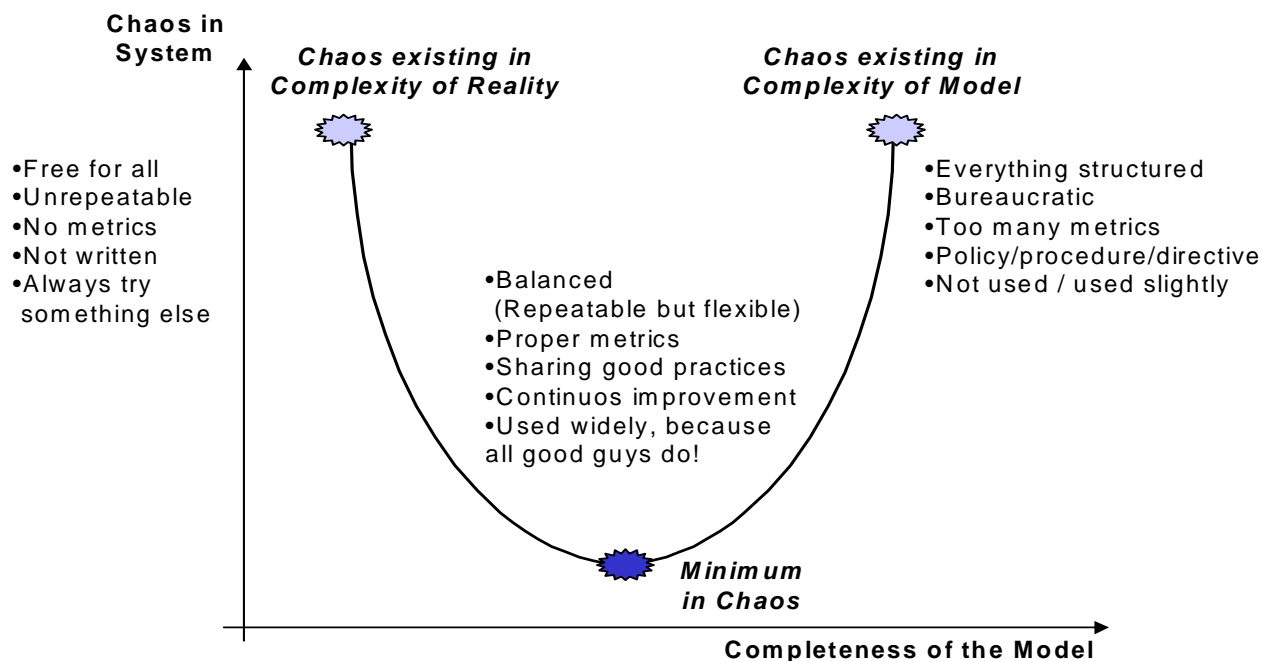 Chaos in
System
Chaos existing in
Complexity of Reality
Chaos existing in
Complexity of Model
•Free for all
•Unrepeatable
•No metrics
•Not written
•Always try
something else
•Balanced
(Repeatable but flexible)
•Proper metrics
•Sharing good practices
•Continuos improvement
•Used widely, because
all good guys do!
•Everything structured
•Bureaucratic
•Too many metrics
•Policy/procedure/directive
•Not used / used slightly
Minimum
in Chaos
Completeness of the Model